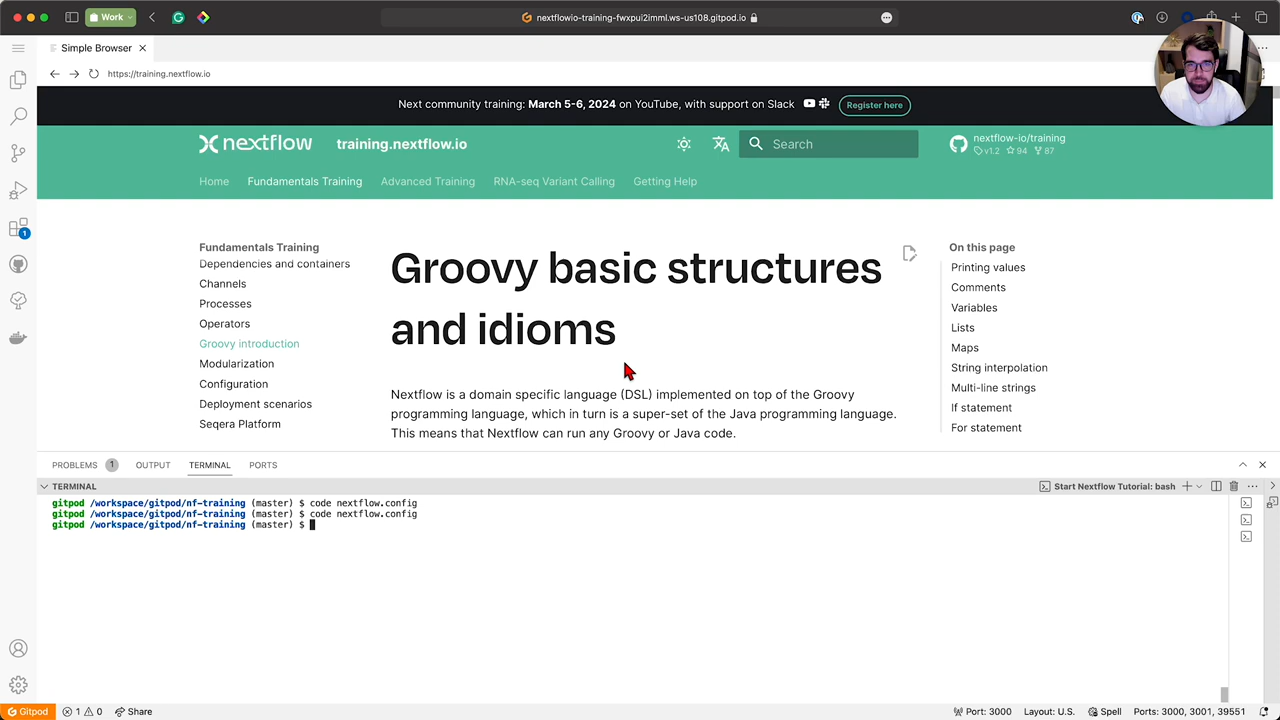 Work
nextflowio-training-fwxpui2imml.ws-us108.gitpod.io
Simple Browser
https://training.nextflow.io
Next community training: March 5-6, 2024 on YouTube, with support on Slack
Register here
nextflow
training.nextflow.io
Search
nextflow-io/training
v1.2 94 87
Home
Fundamentals Training
Advanced Training
RNA-seq Variant Calling
Getting Help
Fundamentals Training
Dependencies and containers
Channels
Processes
Operators
Groovy introduction
Modularization
Configuration
Deployment scenarios
Seqera Platform
Groovy basic structures
and idioms
Nextflow is a domain specific language (DSL) implemented on top of the Groovy
programming language, which in turn is a super-set of the Java programming language.
This means that Nextflow can run any Groovy or Java code.
On this page
Printing values
Comments
Variables
Lists
Maps
String interpolation
Multi-line strings
If statement
For statement
1
PROBLEMS 1
OUTPUT
TERMINAL
PORTS
TERMINAL
Start Nextflow Tutorial: bash
gitpod /workspace/gitpod/nf-training (master) $ code nextflow.config
gitpod /workspace/gitpod/nf-training (master) $ code nextflow.config
gitpod /workspace/gitpod/nf-training (master) $
Gitpod
1 0
Share
Port: 3000
Layout: U.S.
Spell
Ports: 3000, 3001, 39551